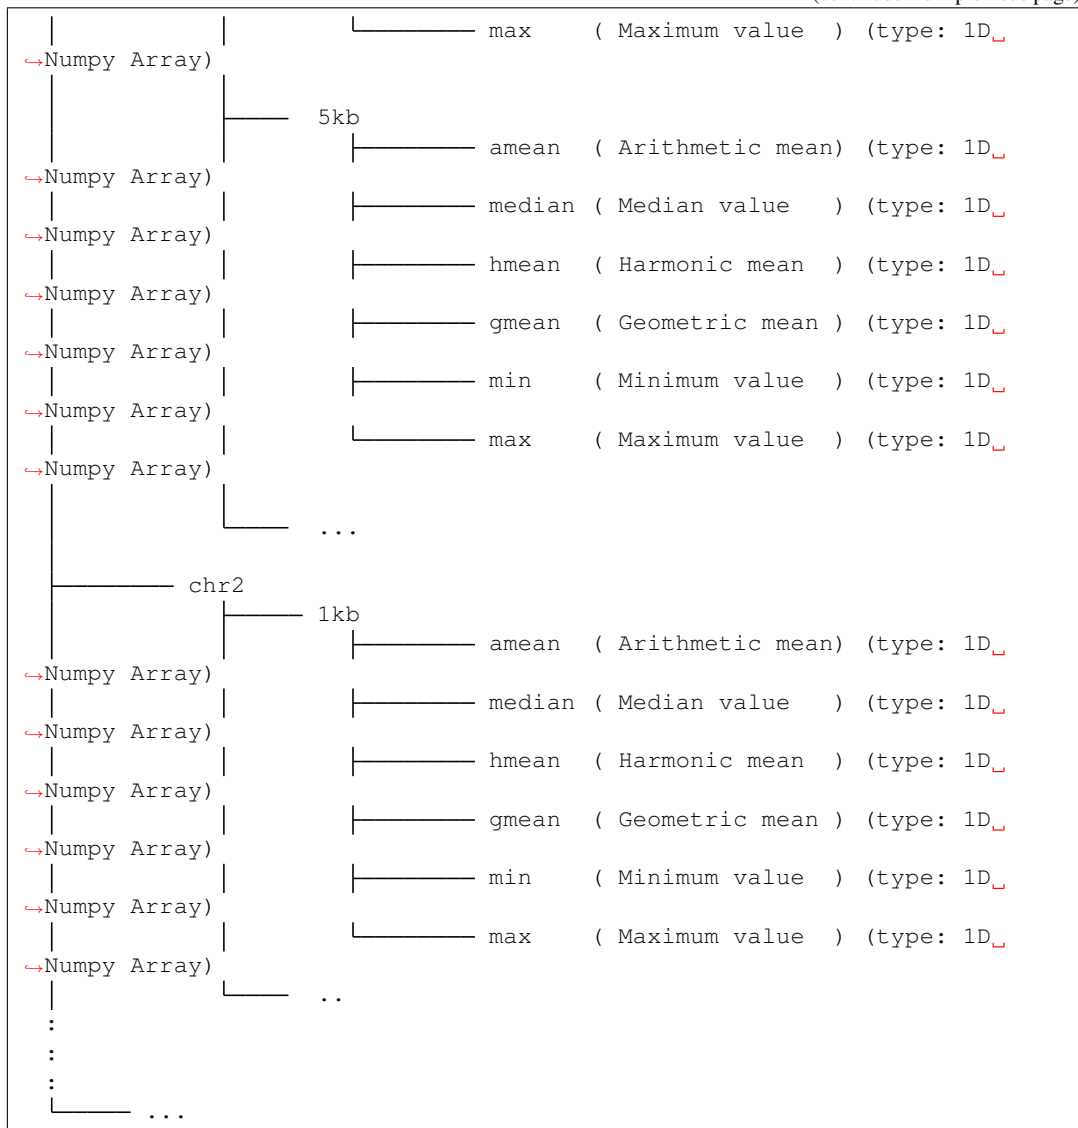 │          │          └─────── max    ( Maximum value  ) (type: 1D␣
↪Numpy Array)
│          │
│          ├────  5kb
│          │       ├─────── amean  ( Arithmetic mean) (type: 1D␣
↪Numpy Array)
│          │       ├─────── median ( Median value   ) (type: 1D␣
↪Numpy Array)
│          │       ├─────── hmean  ( Harmonic mean  ) (type: 1D␣
↪Numpy Array)
│          │       ├─────── gmean  ( Geometric mean ) (type: 1D␣
↪Numpy Array)
│          │       ├─────── min    ( Minimum value  ) (type: 1D␣
↪Numpy Array)
│          │       └─────── max    ( Maximum value  ) (type: 1D␣
↪Numpy Array)
│          │
│          └────  ...
│
├─────── chr2
│          ├───── 1kb
│          │       ├─────── amean  ( Arithmetic mean) (type: 1D␣
↪Numpy Array)
│          │       ├─────── median ( Median value   ) (type: 1D␣
↪Numpy Array)
│          │       ├─────── hmean  ( Harmonic mean  ) (type: 1D␣
↪Numpy Array)
│          │       ├─────── gmean  ( Geometric mean ) (type: 1D␣
↪Numpy Array)
│          │       ├─────── min    ( Minimum value  ) (type: 1D␣
↪Numpy Array)
│          │       └─────── max    ( Maximum value  ) (type: 1D␣
↪Numpy Array)
│          └────  ..
:
:
:
└───── ...